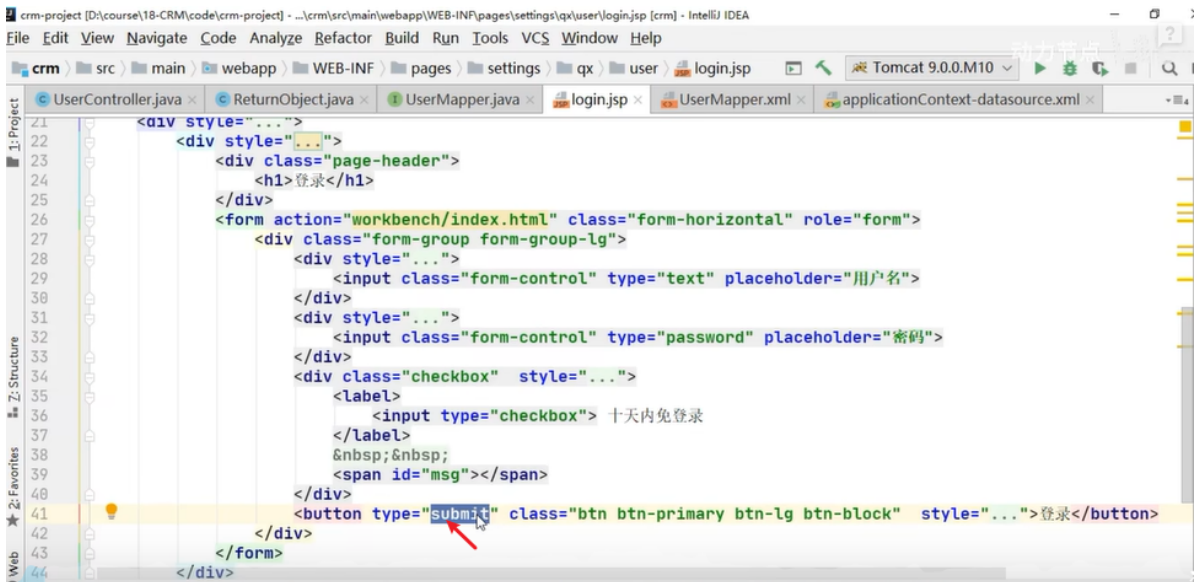 crm-project [D:\course\18-CRM\code\crm-project] - ...\crm\src\main\webapp\WEB-INF\pages\settings\qx\user\login.jsp [crm] - IntelliJ IDEA
File Edit View Navigate Code Analyze Refactor Build Run Tools VCS Window Help
动力节点
crm src main webapp WEB-INF pages settings qx user login.jsp Tomcat 9.0.0.M10
UserController.java ReturnObject.java UserMapper.java login.jsp UserMapper.xml applicationContext-datasource.xml
1: Project
Z: Structure
2: Favorites
Web
21 <div style="...">
22 <div style="...">
23 <div class="page-header">
24 <h1>登录</h1>
25 </div>
26 <form action="workbench/index.html" class="form-horizontal" role="form">
27 <div class="form-group form-group-lg">
28 <div style="...">
29 <input class="form-control" type="text" placeholder="用户名">
30 </div>
31 <div style="...">
32 <input class="form-control" type="password" placeholder="密码">
33 </div>
34 <div class="checkbox"  style="...">
35 <label>
36 <input type="checkbox"> 十天内免登录
37 </label>
38 &nbsp;&nbsp;
39 <span id="msg"></span>
40 </div>
41 <button type="submit" class="btn btn-primary btn-lg btn-block"  style="...">登录</button>
42 </div>
43 </form>
44 </div>